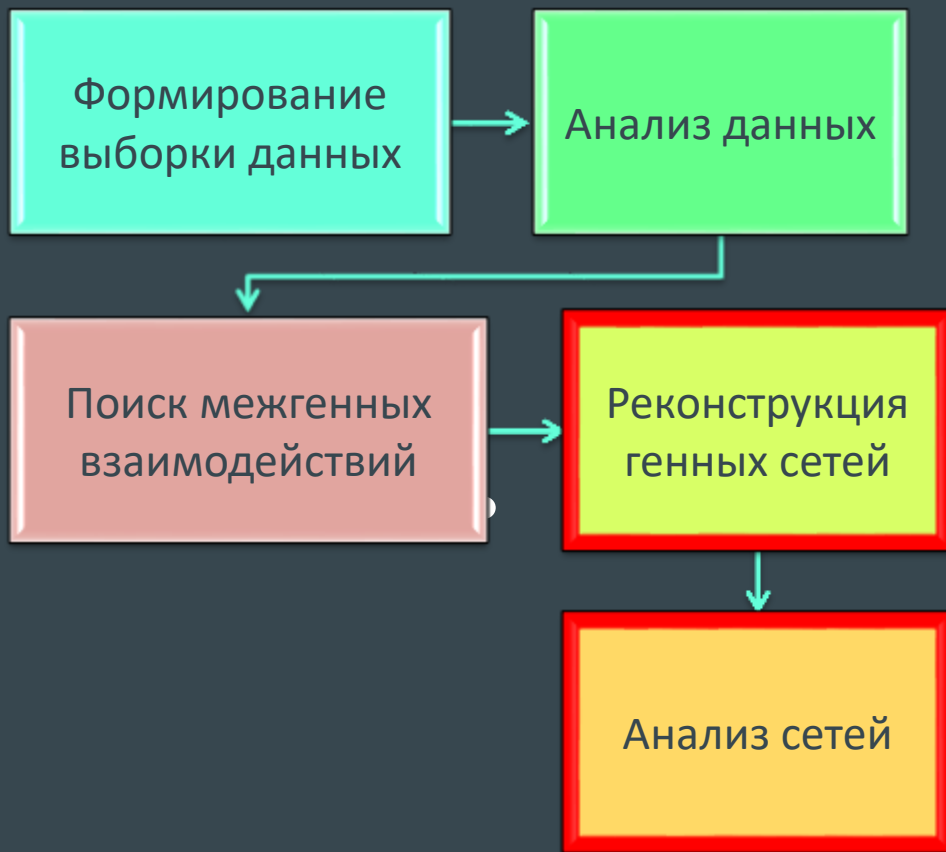 Формирование
выборки данных
Анализ данных
Поиск межгенных
взаимодействий
Реконструкция
генных сетей
Анализ сетей